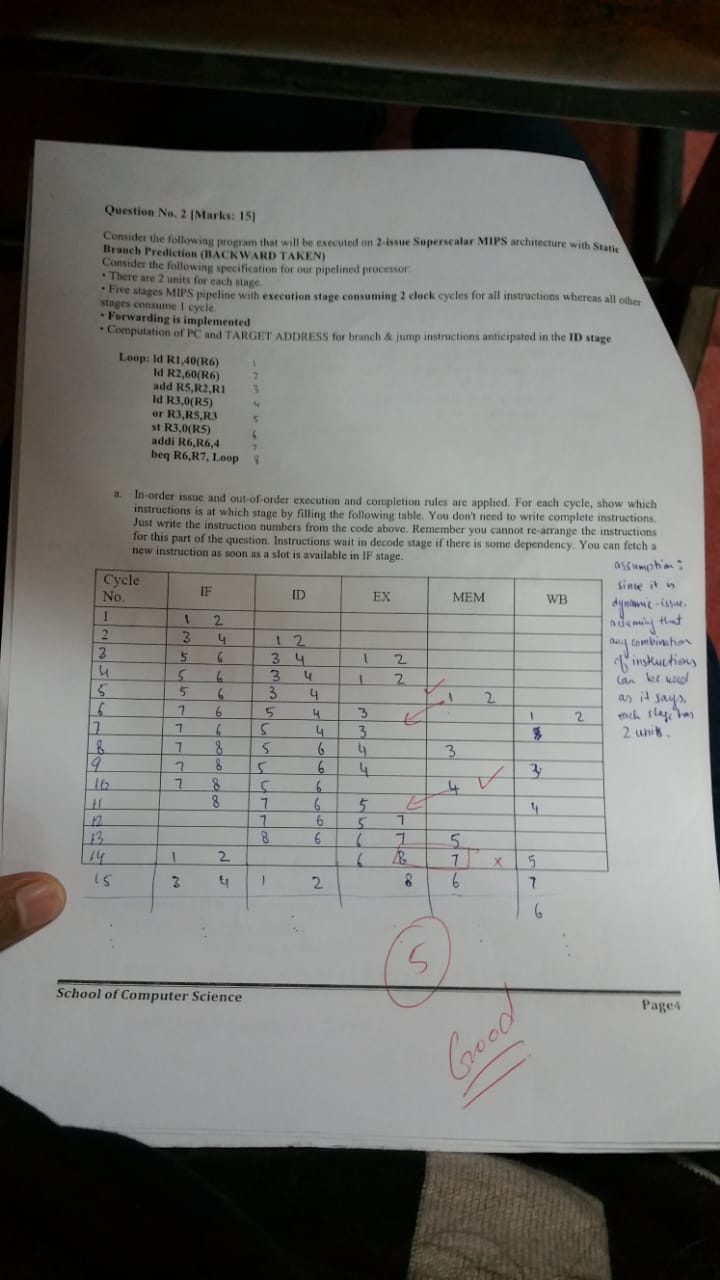 Question No. 2 [Marks: 15]
Consider the following program that will be executed on 2-issue Superscalar MIPS architecture with Static
Branch Prediction (BACKWARD TAKEN)
Consider the following specification for our pipelined processor:
• There are 2 units for each stage.
• Five stages MIPS pipeline with execution stage consuming 2 clock cycles for all instructions whereas all other
stages consume 1 cycle.
• Forwarding is implemented
• Computation of PC and TARGET ADDRESS for branch & jump instructions anticipated in the ID stage
Loop: ld R1,40(R6) 1
ld R2,60(R6) 2
add R5,R2,R1 3
ld R3,0(R5) 4
or R3,R5,R3 5
st R3,0(R5) 6
addi R6,R6,4 7
beq R6,R7, Loop 8
a. In-order issue and out-of-order execution and completion rules are applied. For each cycle, show which
instructions is at which stage by filling the following table. You don't need to write complete instructions.
Just write the instruction numbers from the code above. Remember you cannot re-arrange the instructions
for this part of the question. Instructions wait in decode stage if there is some dependency. You can fetch a
new instruction as soon as a slot is available in IF stage.
assumption:
since it is
dynamic-issue,
assuming that
any combination
of instructions
can be used
as it says,
each stage has
2 units.
Cycle No. IF ID EX MEM WB
1 1 2
2 3 4 1 2
3 5 6 3 4 1 2
4 5 6 3 4 1 2
5 5 6 3 4 1 2
6 7 6 5 4 3 1 2
7 7 6 5 4 3
8 7 8 5 6 4 3
9 7 8 5 6 4 3
10 7 8 5 6 4
11 8 7 6 5 4
12 7 6 5 7
13 8 6 6 7 5
14 1 2 6 8 7 x 5
15 3 4 1 2 8 6 7
6
5
School of Computer Science
Page4
Good